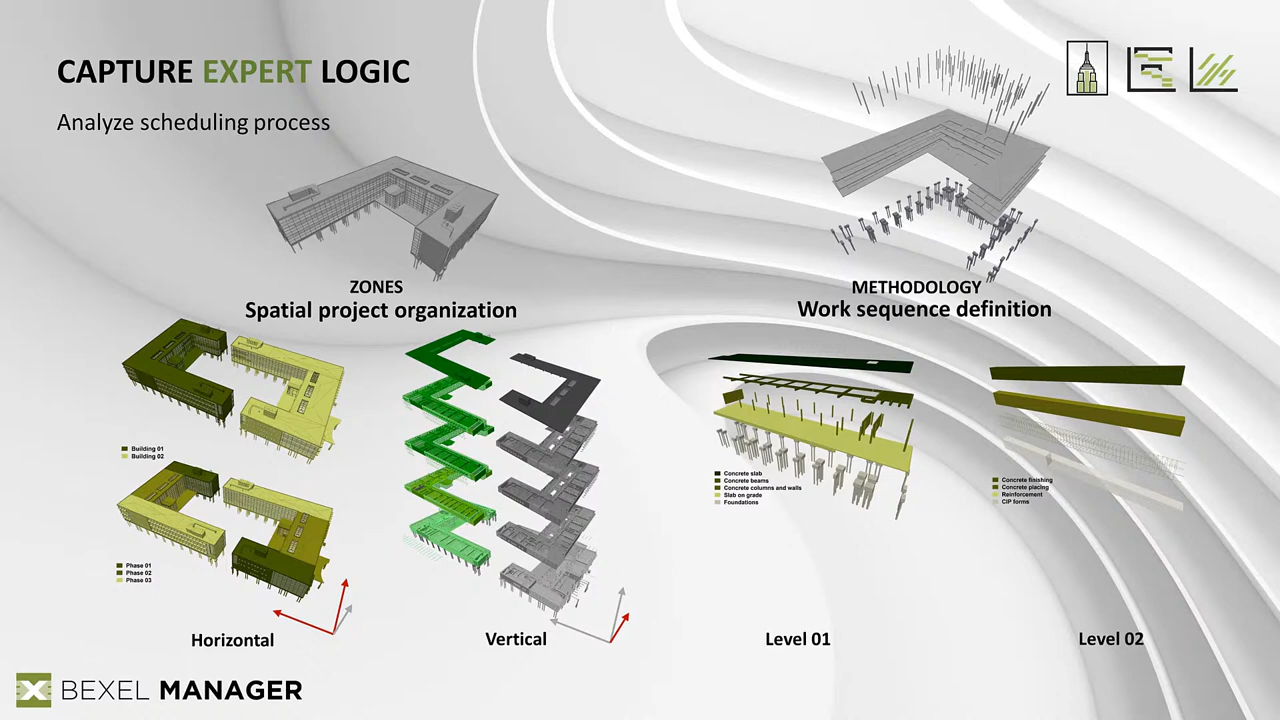 CAPTURE EXPERT LOGIC
Analyze scheduling process
ZONES
Spatial project organization
METHODOLOGY
Work sequence definition
Building 01
Building 02
Phase 01
Phase 02
Phase 03
Horizontal
Vertical
Concrete slab
Concrete beams
Concrete columns and walls
Slab on grade
Foundations
Level 01
Concrete finishing
Concrete placing
Reinforcement
CIP forms
Level 02
BEXEL MANAGER